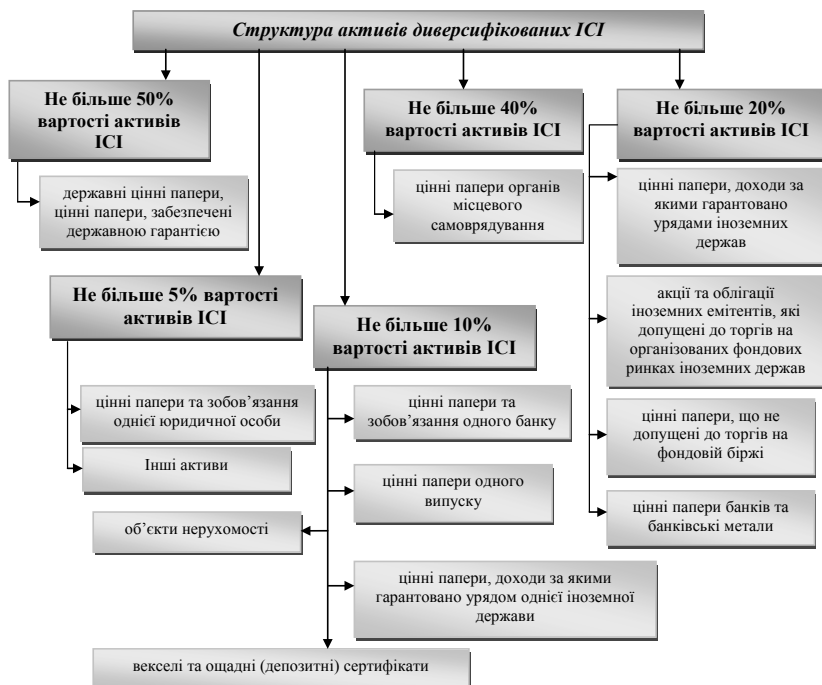 Структура активів диверсифікованих ІСІ
Не більше 50%
вартості активів
ІСІ
державні цінні папери,
цінні папери, забезпечені
державною гарантією
Не більше 5% вартості
активів ІСІ
цінні папери та зобов’язання
однієї юридичної особи
Інші активи
Не більше 10%
вартості активів ІСІ
цінні папери та
зобов’язання одного банку
цінні папери одного
випуску
об’єкти нерухомості
цінні папери, доходи за якими
гарантовано урядом однієї іноземної
держави
векселі та ощадні (депозитні) сертифікати
Не більше 40%
вартості активів ІСІ
цінні папери органів
місцевого
самоврядування
Не більше 20%
вартості активів ІСІ
цінні папери, доходи за
якими гарантовано
урядами іноземних
держав
акції та облігації
іноземних емітентів, які
допущені до торгів на
організованих фондових
ринках іноземних держав
цінні папери, що не
допущені до торгів на
фондовій біржі
цінні папери банків та
банківські метали